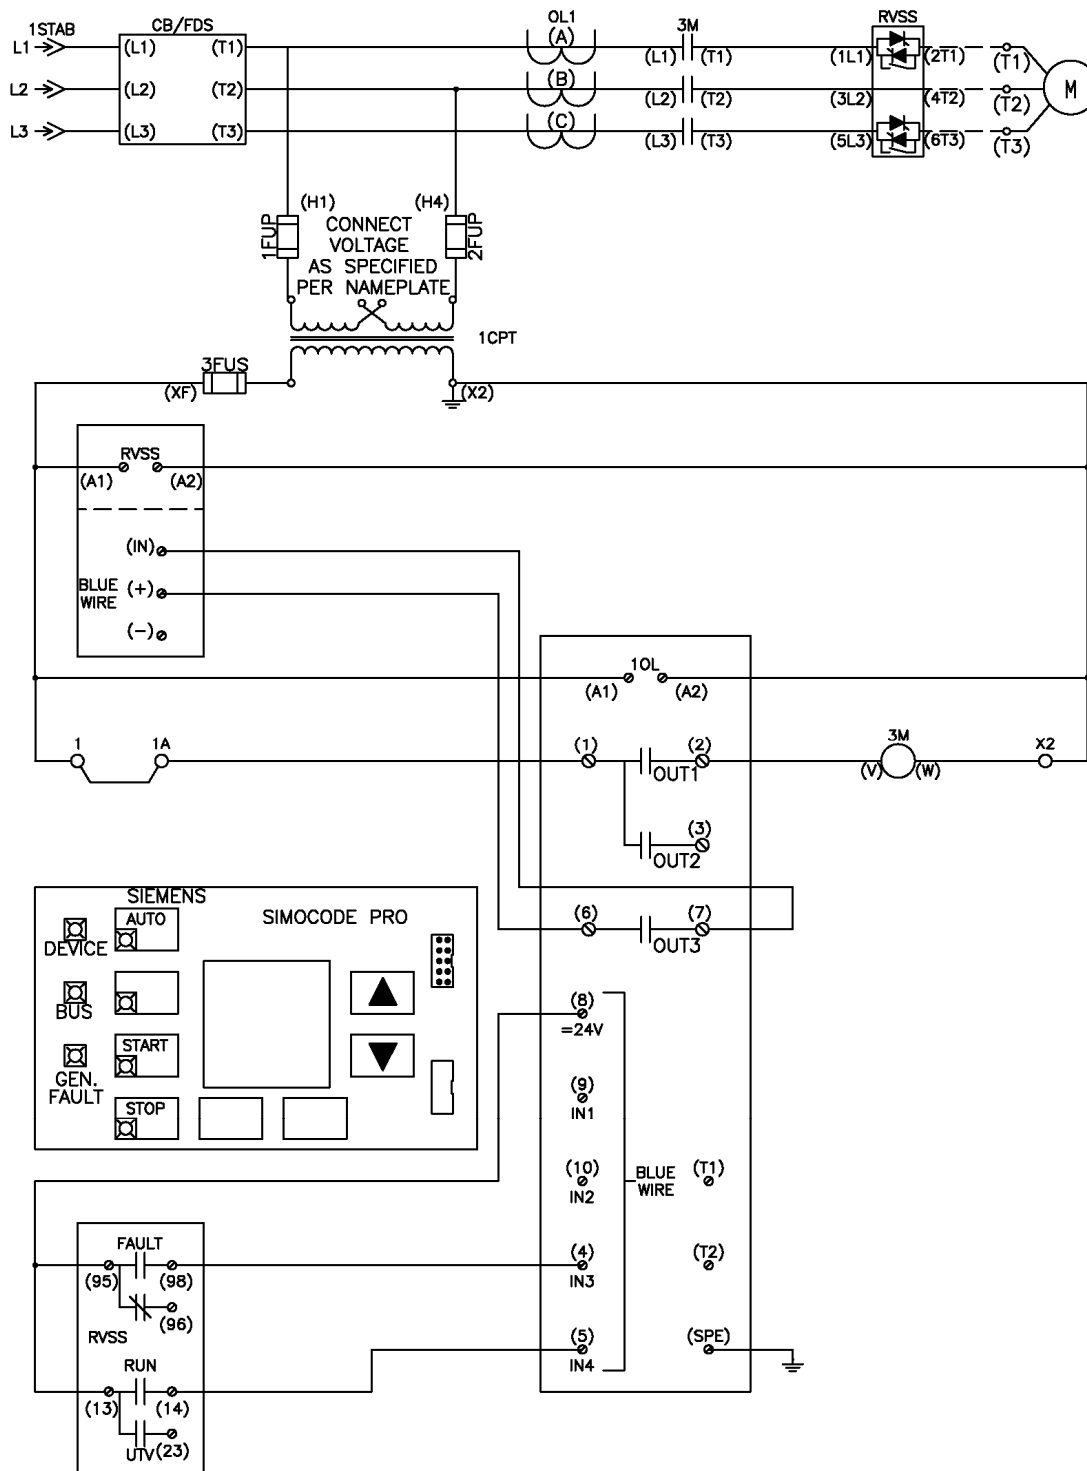 1STAB CB/FDS OL1 3M RVSS
L1 (L1) (T1) (A) (L1) (T1) (1L1) (2T1) (T1)
L2 (L2) (T2) (B) (L2) (T2) (3L2) (4T2) (T2) M
L3 (L3) (T3) (C) (L3) (T3) (5L3) (6T3) (T3)
(H1) (H4)
1FUP CONNECT 2FUP
VOLTAGE
AS SPECIFIED
PER NAMEPLATE
1CPT
3FUS
(XF) (X2)
RVSS
(A1) (A2)
(IN)
BLUE (+)
WIRE
(-)
1OL
(A1) (A2)
1 1A (1) (2) 3M X2
OUT1 (V) (W)
(3)
OUT2
SIEMENS
AUTO SIMOCODE PRO (6) (7)
DEVICE OUT3
(8)
BUS =24V
START
GEN.
FAULT (9)
STOP IN1
(10) BLUE (T1)
IN2 WIRE
FAULT (4) (T2)
(95) (98) IN3
(96)
RVSS (5) (SPE)
RUN IN4
(13) (14)
UTV (23)